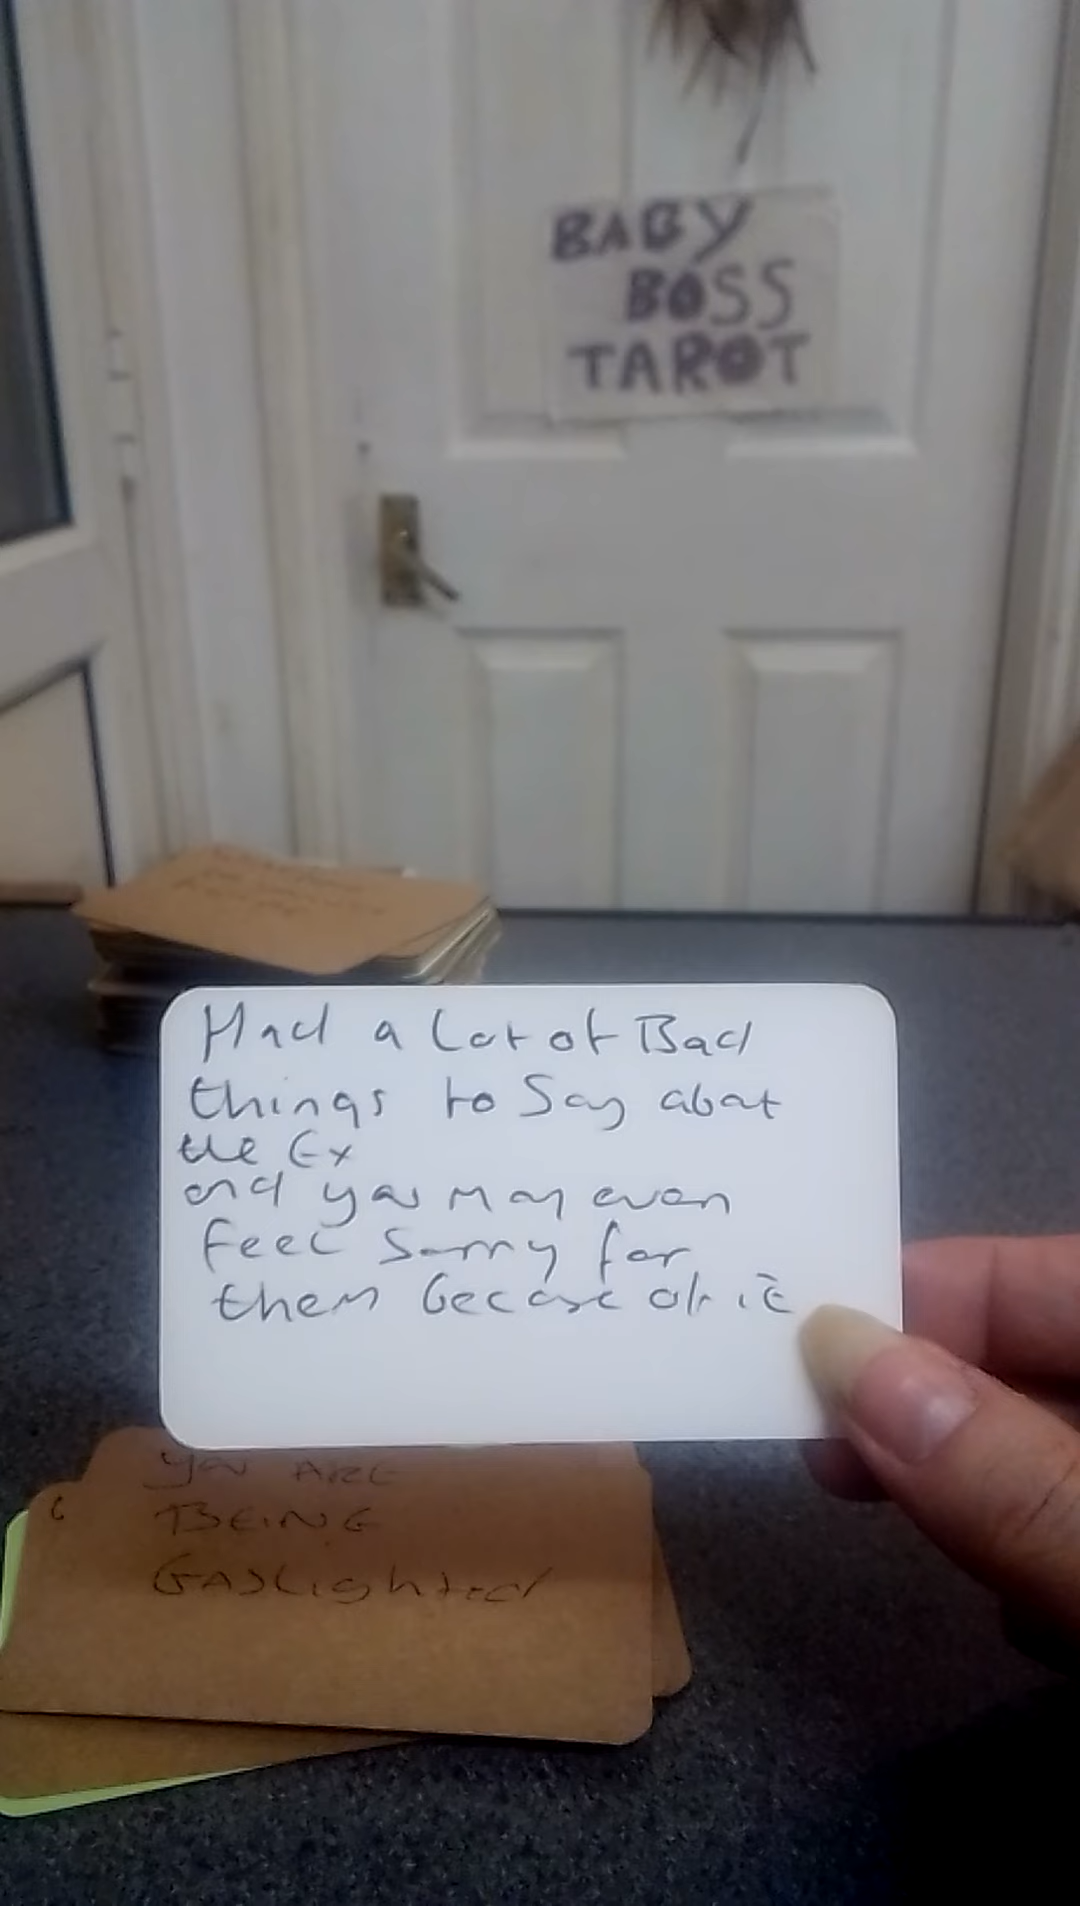 BABY
BOSS
TAROT
Had a lot of Bad
things to Say about
the Ex
and you may even
feel Sorry for
them because of it
you ARE
6 BEING
GASlighted